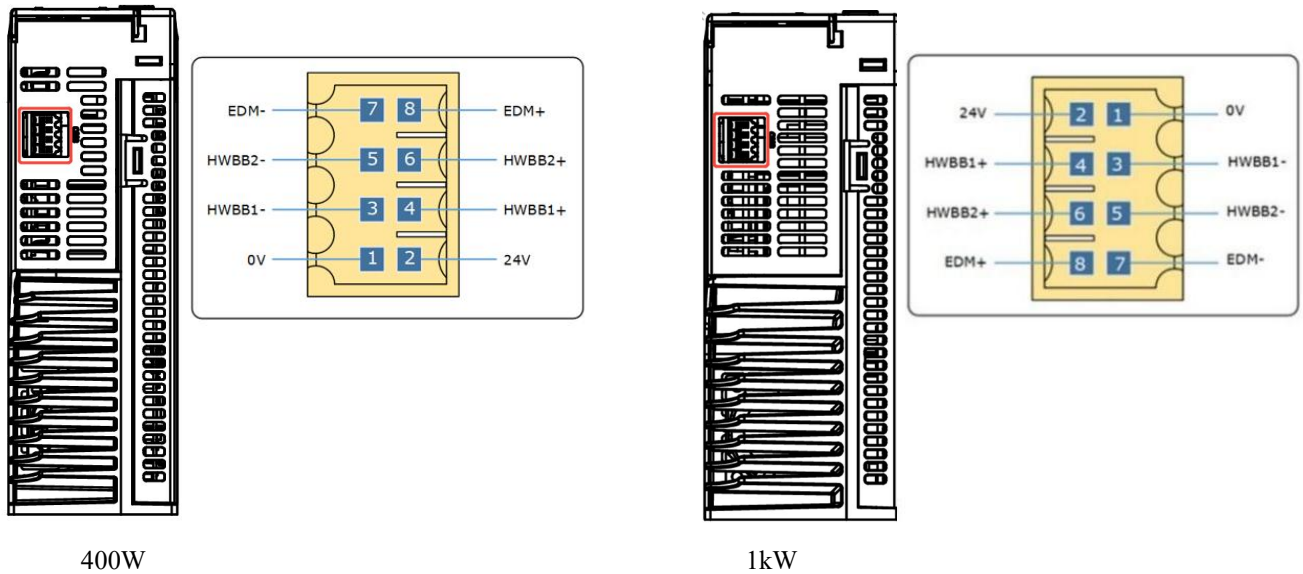 EDM- 7 8 EDM+
HWBB2- 5 6 HWBB2+
HWBB1- 3 4 HWBB1+
0V 1 2 24V
400W
24V 2 1 0V
HWBB1+ 4 3 HWBB1-
HWBB2+ 6 5 HWBB2-
EDM+ 8 7 EDM-
1kW